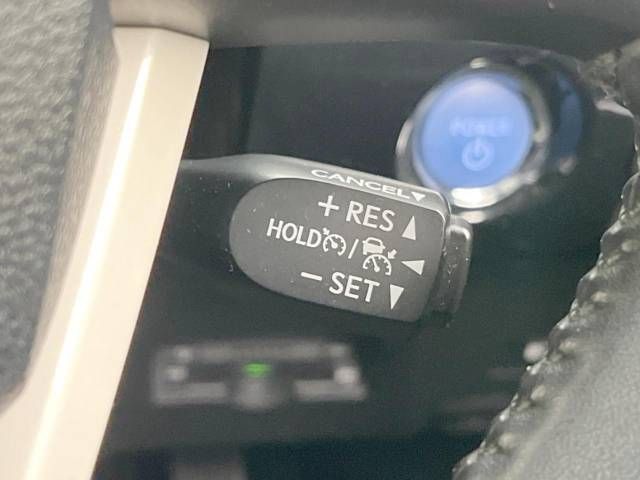 CANCEL▼
+ RES ▲
HOLD / ◀
− SET ▼
POWER